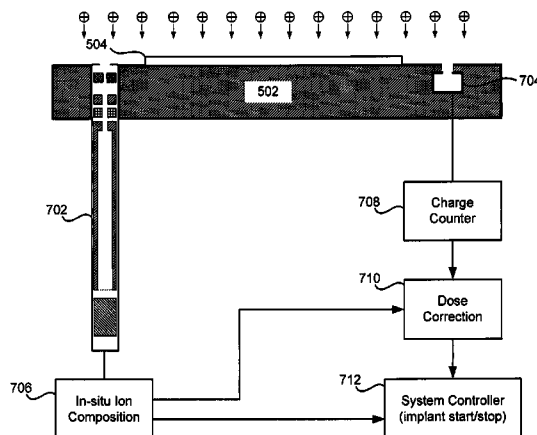 504
502
704
702
708
Charge
Counter
710
Dose
Correction
706
In-situ Ion
Composition
712
System Controller
(implant start/stop)